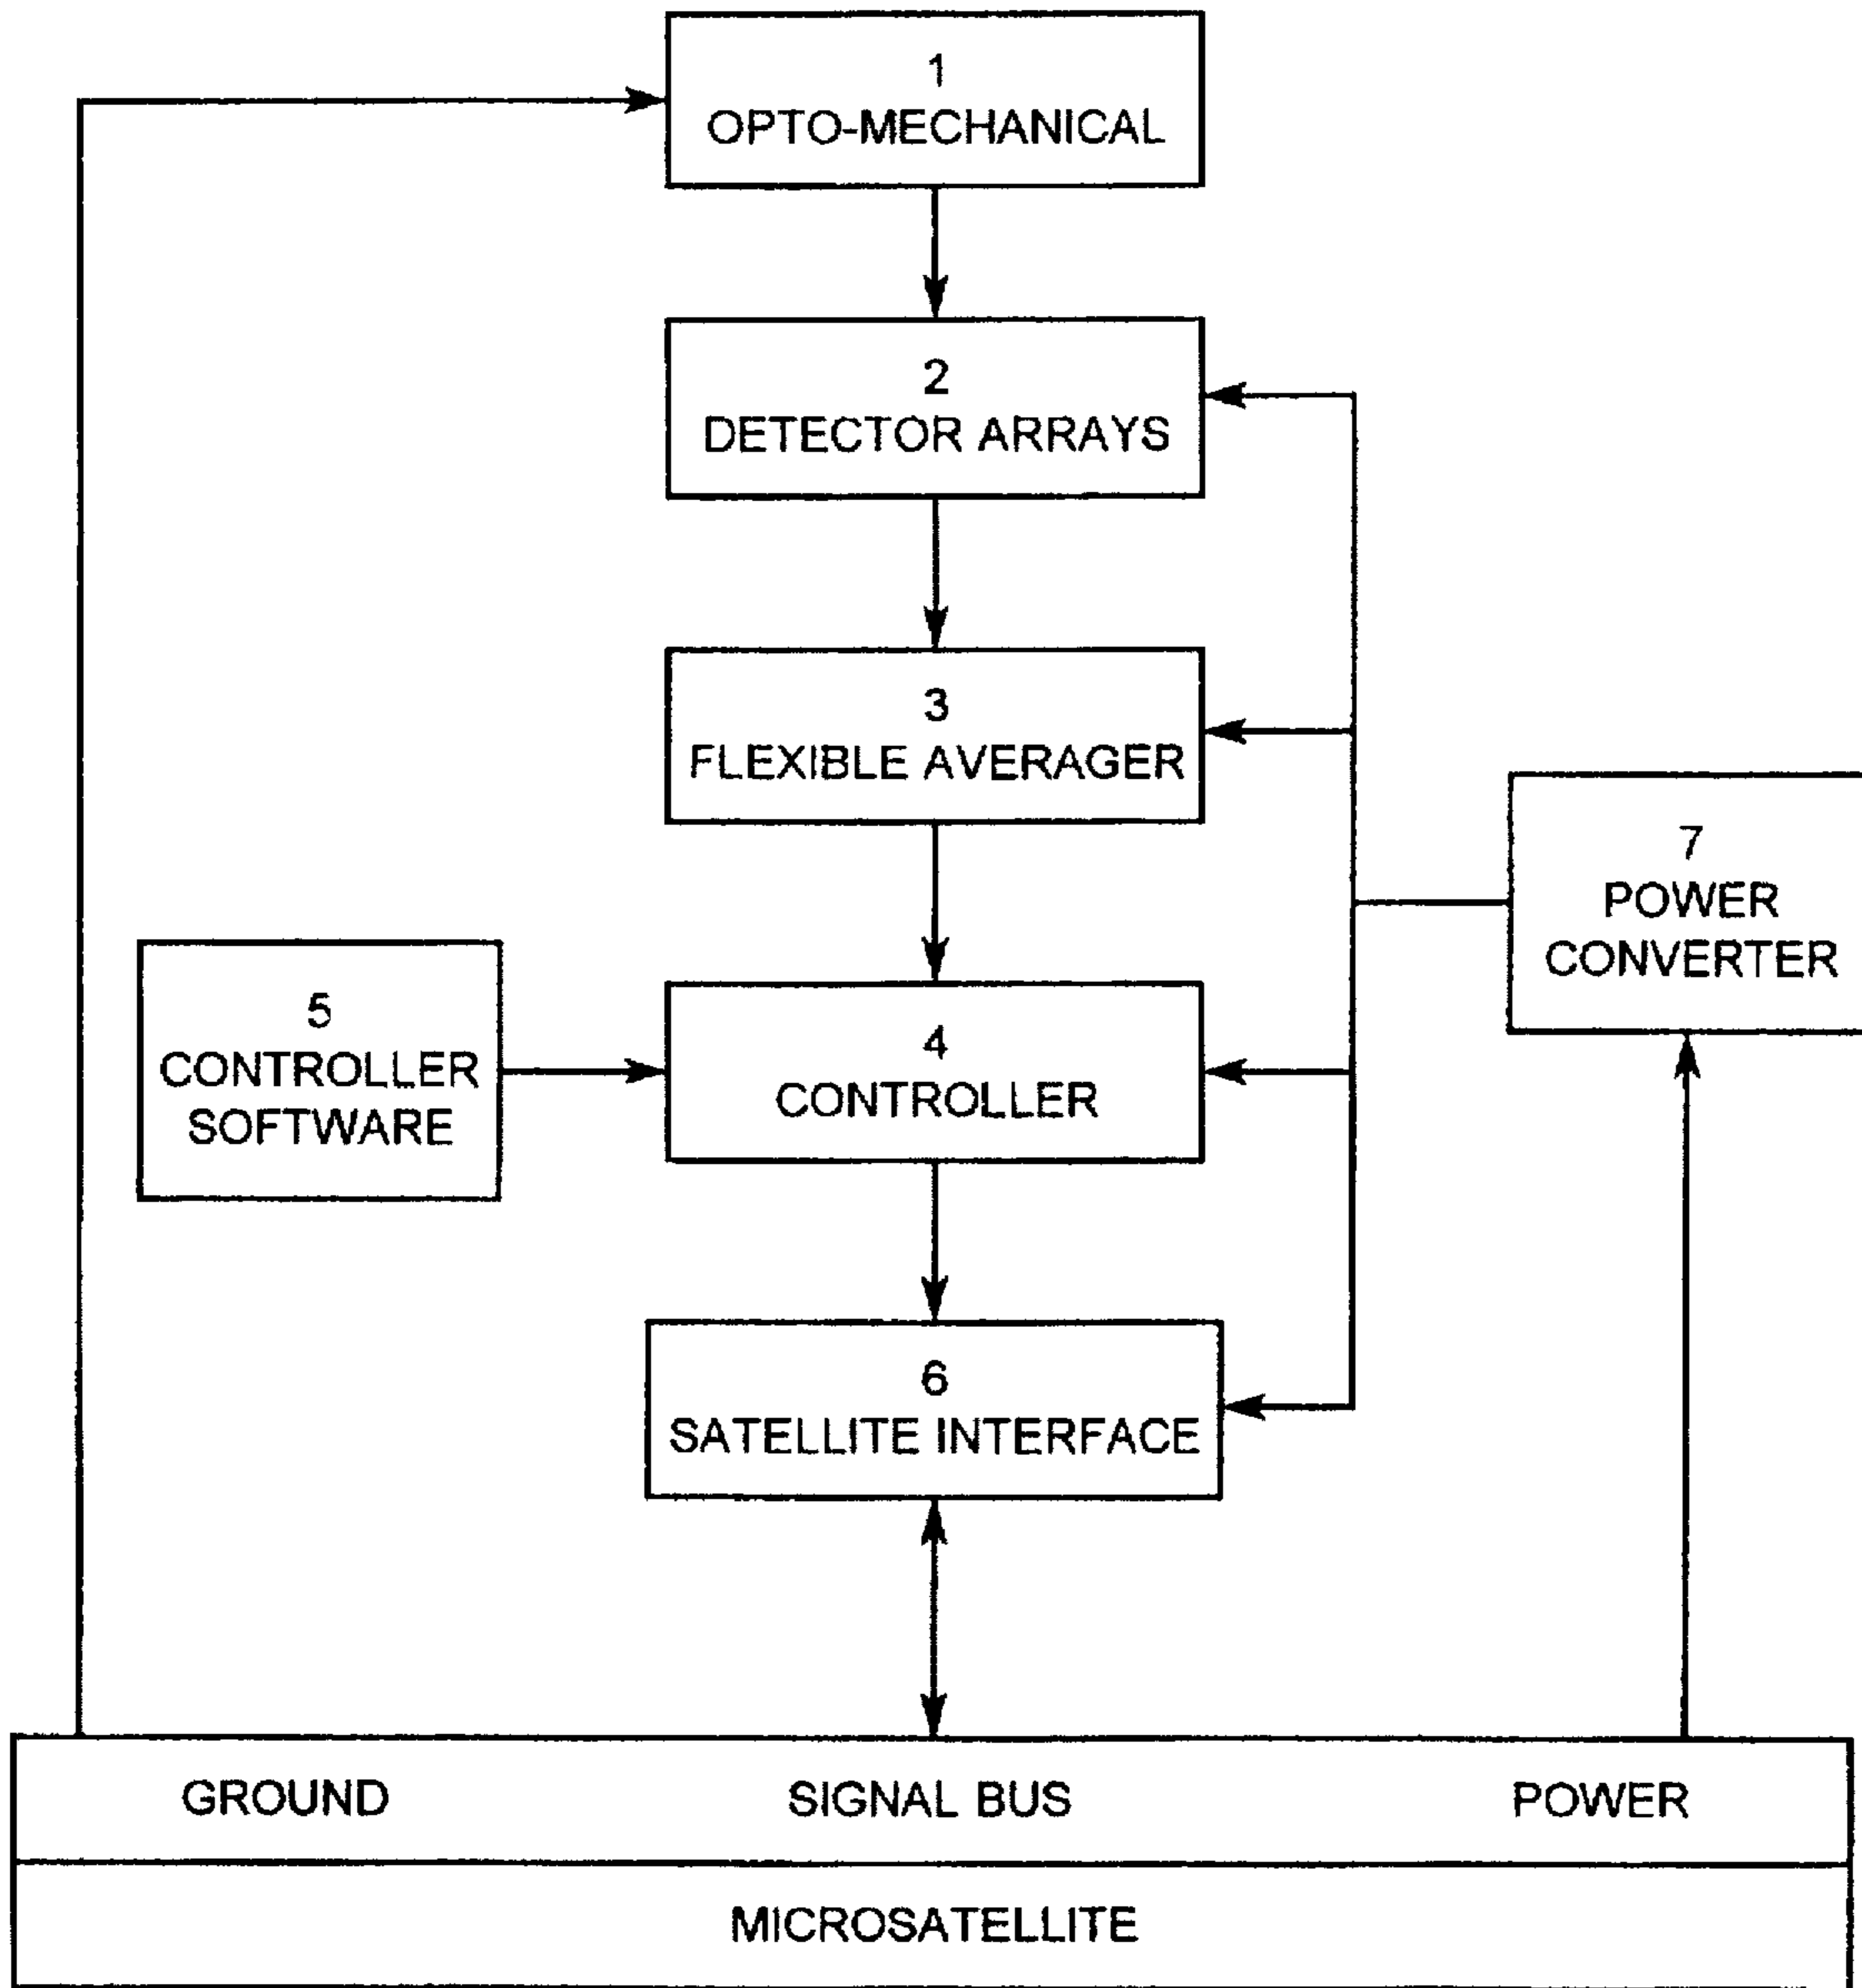 1
OPTO-MECHANICAL
2
DETECTOR ARRAYS
3
FLEXIBLE AVERAGER
7
POWER
CONVERTER
5
CONTROLLER
SOFTWARE
4
CONTROLLER
6
SATELLITE INTERFACE
GROUND SIGNAL BUS POWER
MICROSATELLITE